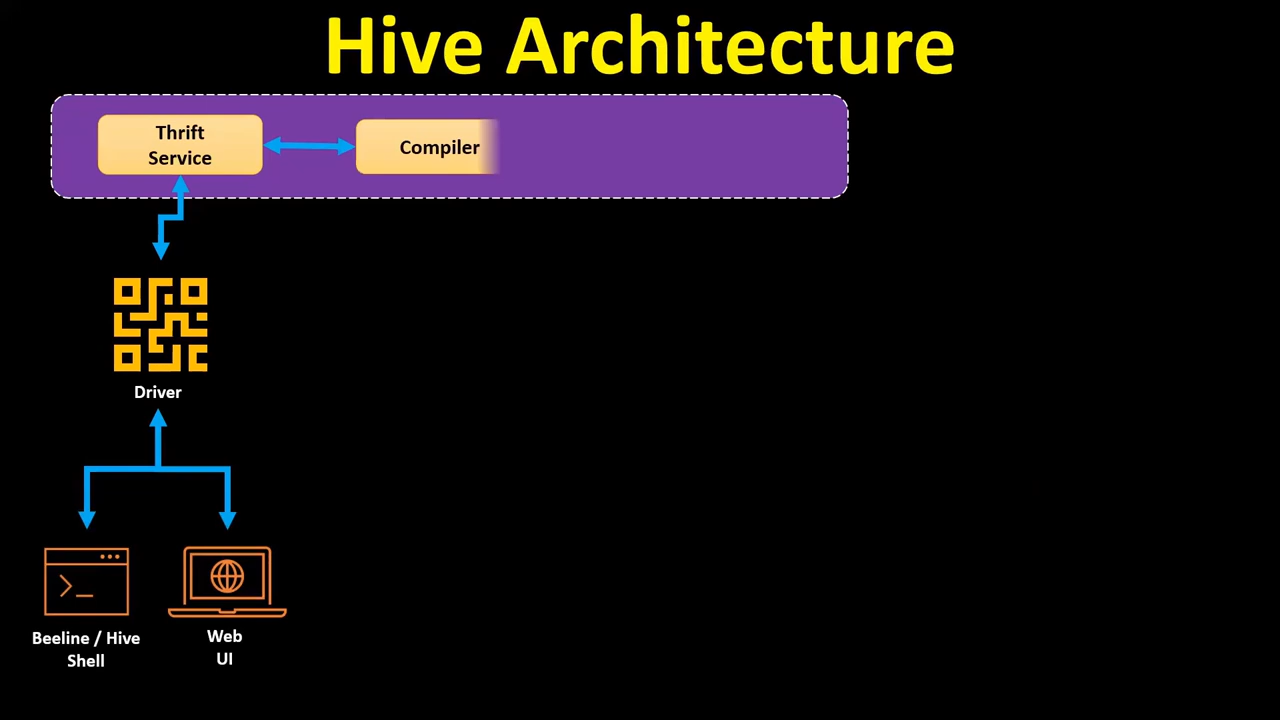 Hive Architecture
Thrift
Service
Compiler
Driver
Beeline / Hive
Shell
Web
UI